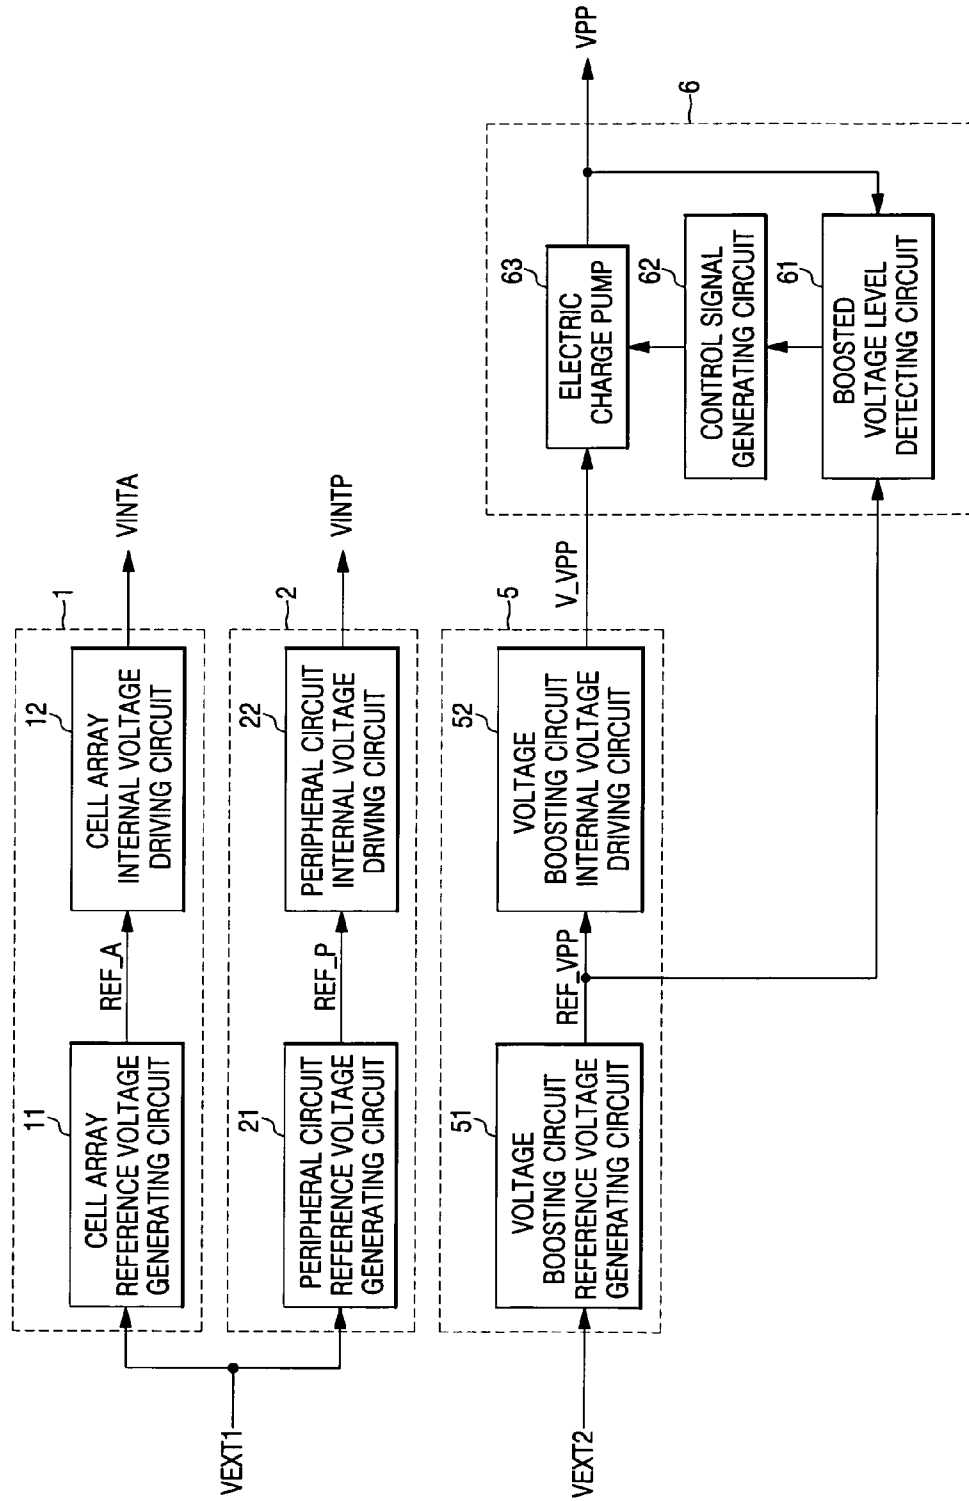 VEXT1
1
11
CELL ARRAY
REFERENCE VOLTAGE
GENERATING CIRCUIT
REF_A
12
CELL ARRAY
INTERNAL VOLTAGE
DRIVING CIRCUIT
VINTA
2
21
PERIPHERAL CIRCUIT
REFERENCE VOLTAGE
GENERATING CIRCUIT
REF_P
22
PERIPHERAL CIRCUIT
INTERNAL VOLTAGE
DRIVING CIRCUIT
VINTP
VEXT2
5
51
VOLTAGE
BOOSTING CIRCUIT
REFERENCE VOLTAGE
GENERATING CIRCUIT
REF_VPP
52
VOLTAGE
BOOSTING CIRCUIT
INTERNAL VOLTAGE
DRIVING CIRCUIT
V_VPP
6
63
ELECTRIC
CHARGE PUMP
VPP
62
CONTROL SIGNAL
GENERATING CIRCUIT
61
BOOSTED
VOLTAGE LEVEL
DETECTING CIRCUIT